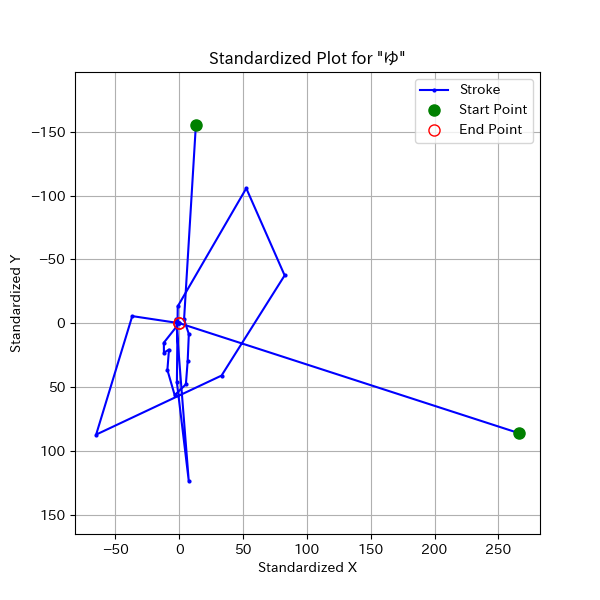 Standardized Plot for "ゆ"
Stroke
Start Point
End Point
Standardized Y
−150
−100
−50
0
50
100
150
−50
0
50
100
150
200
250
Standardized X